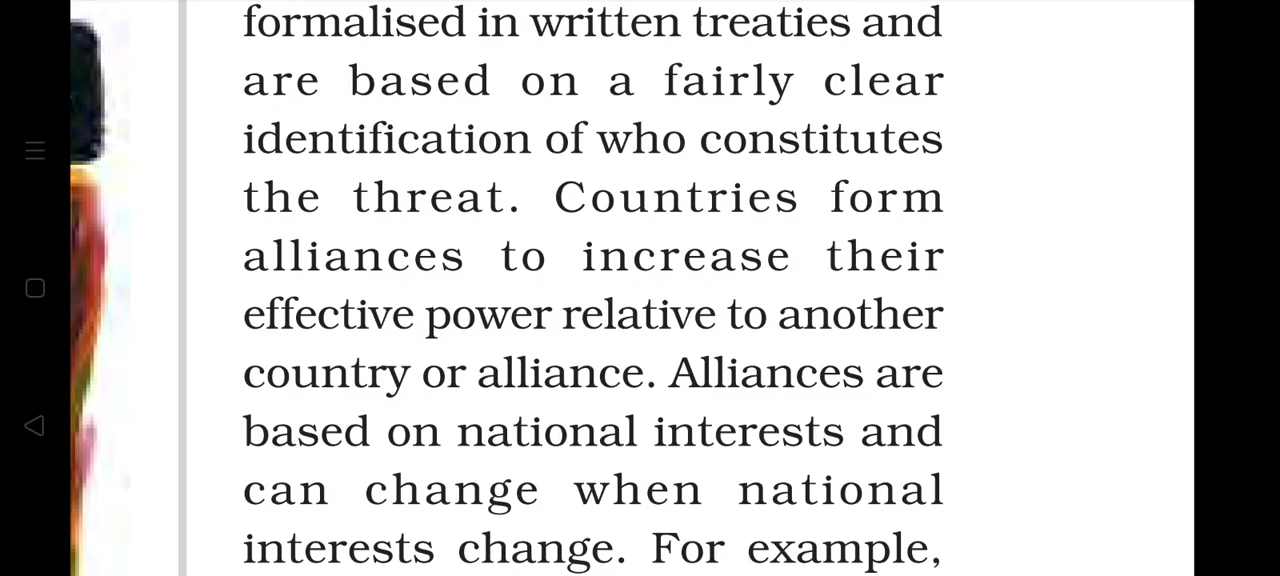 formalised in written treaties and
are based on a fairly clear
identification of who constitutes
the threat. Countries form
alliances to increase their
effective power relative to another
country or alliance. Alliances are
based on national interests and
can change when national
interests change. For example,